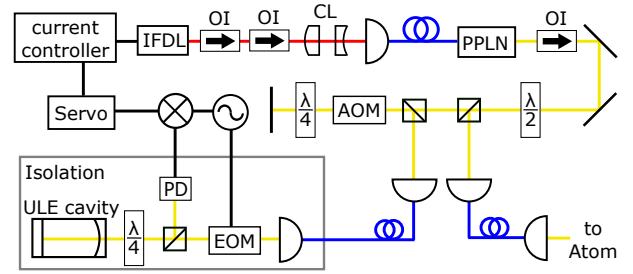 current
controller
IFDL
OI
OI
CL
PPLN
OI
Servo
λ
4
AOM
λ
2
Isolation
PD
ULE cavity
λ
4
EOM
to
Atom